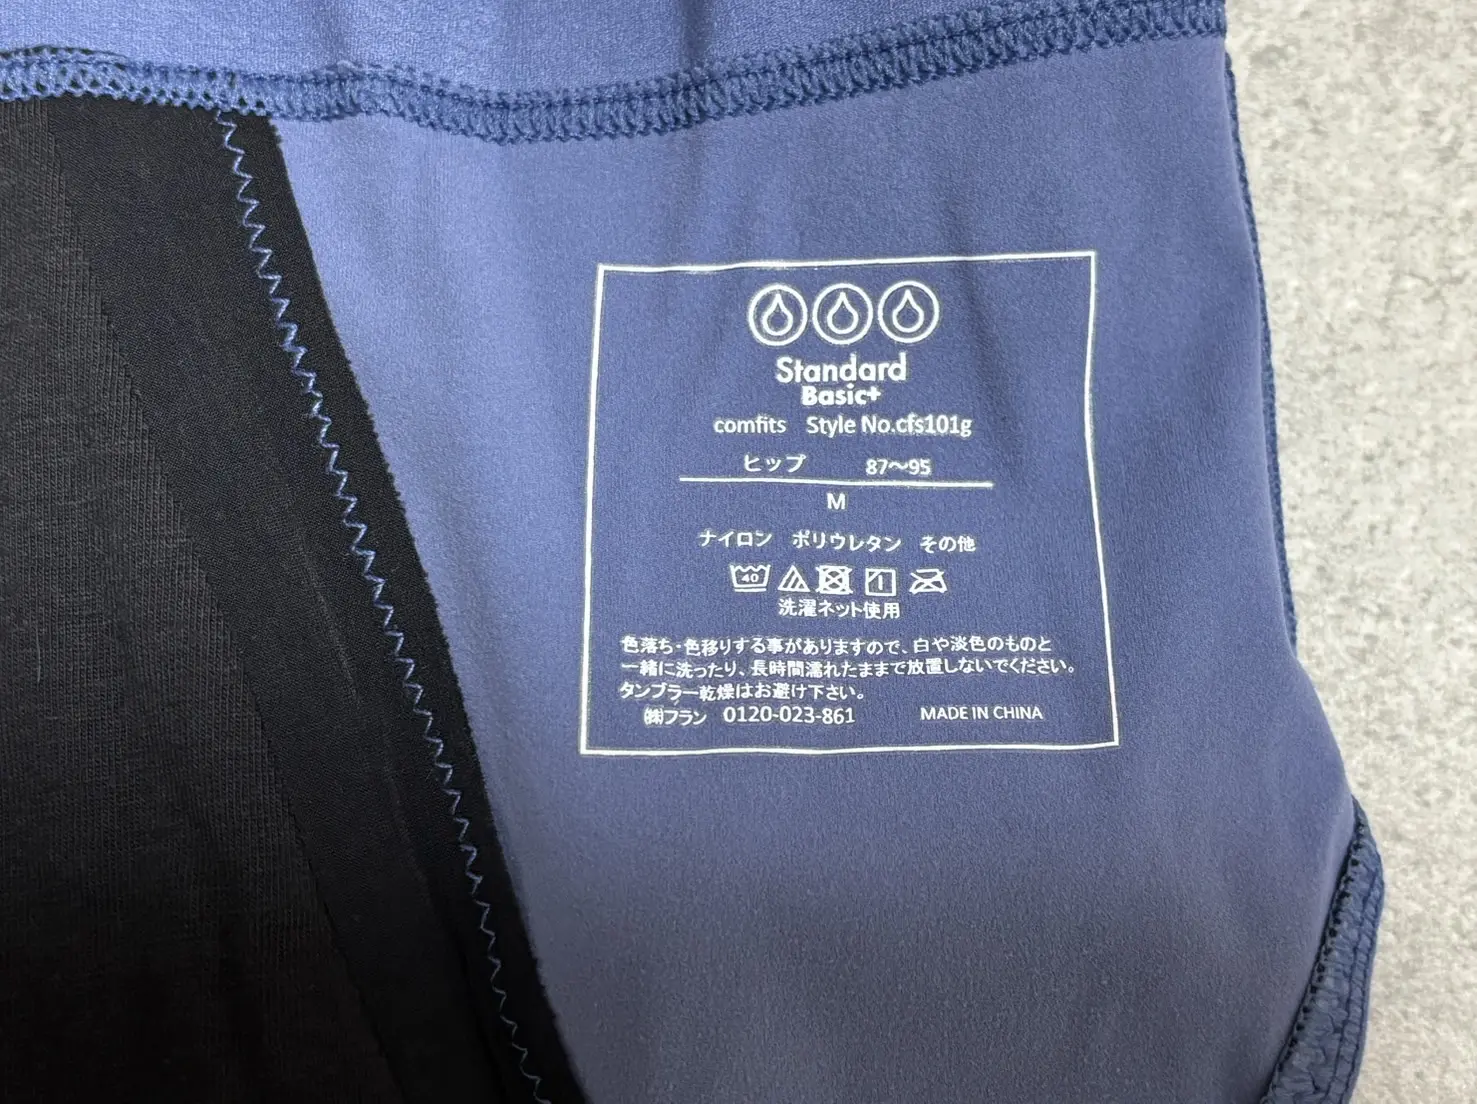 Standard
Basic+
comfits Style No.cfs101g
ヒップ 87〜95
M
ナイロン ポリウレタン その他
40
洗濯ネット使用
色落ち・色移りする事がありますので、白や淡色のものと
一緒に洗ったり、長時間濡れたままで放置しないでください。
タンブラー乾燥はお避け下さい。
㈱フラン 0120-023-861 MADE IN CHINA